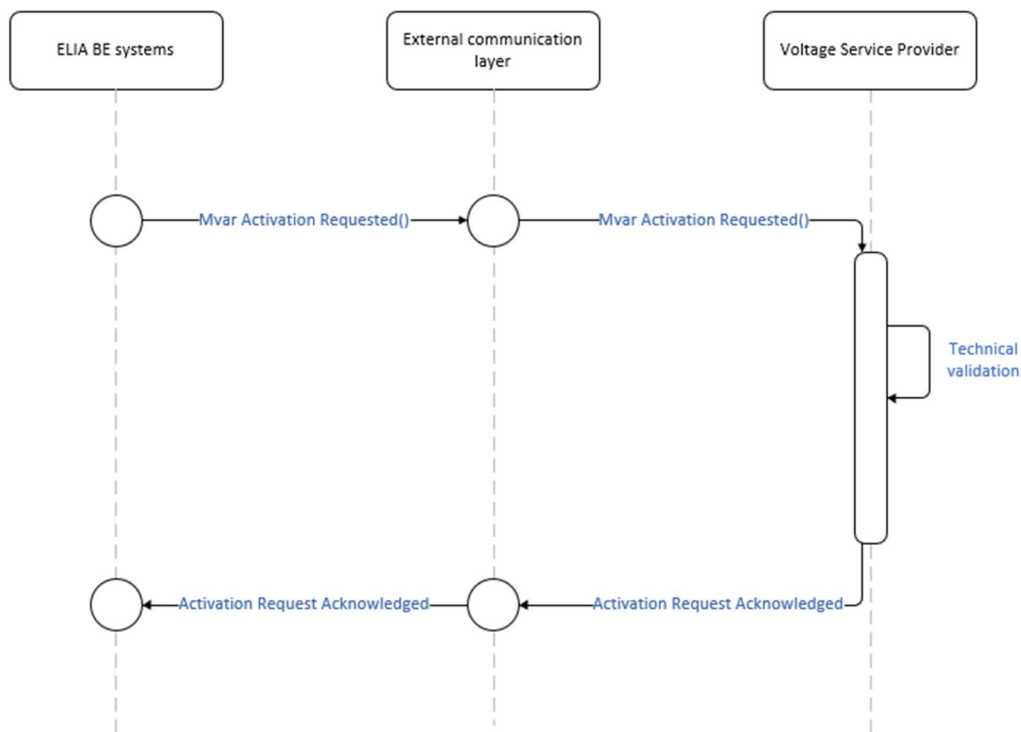 ELIA BE systems
External communication
layer
Voltage Service Provider
Mvar Activation Requested()
Mvar Activation Requested()
Technical
validation
Activation Request Acknowledged
Activation Request Acknowledged